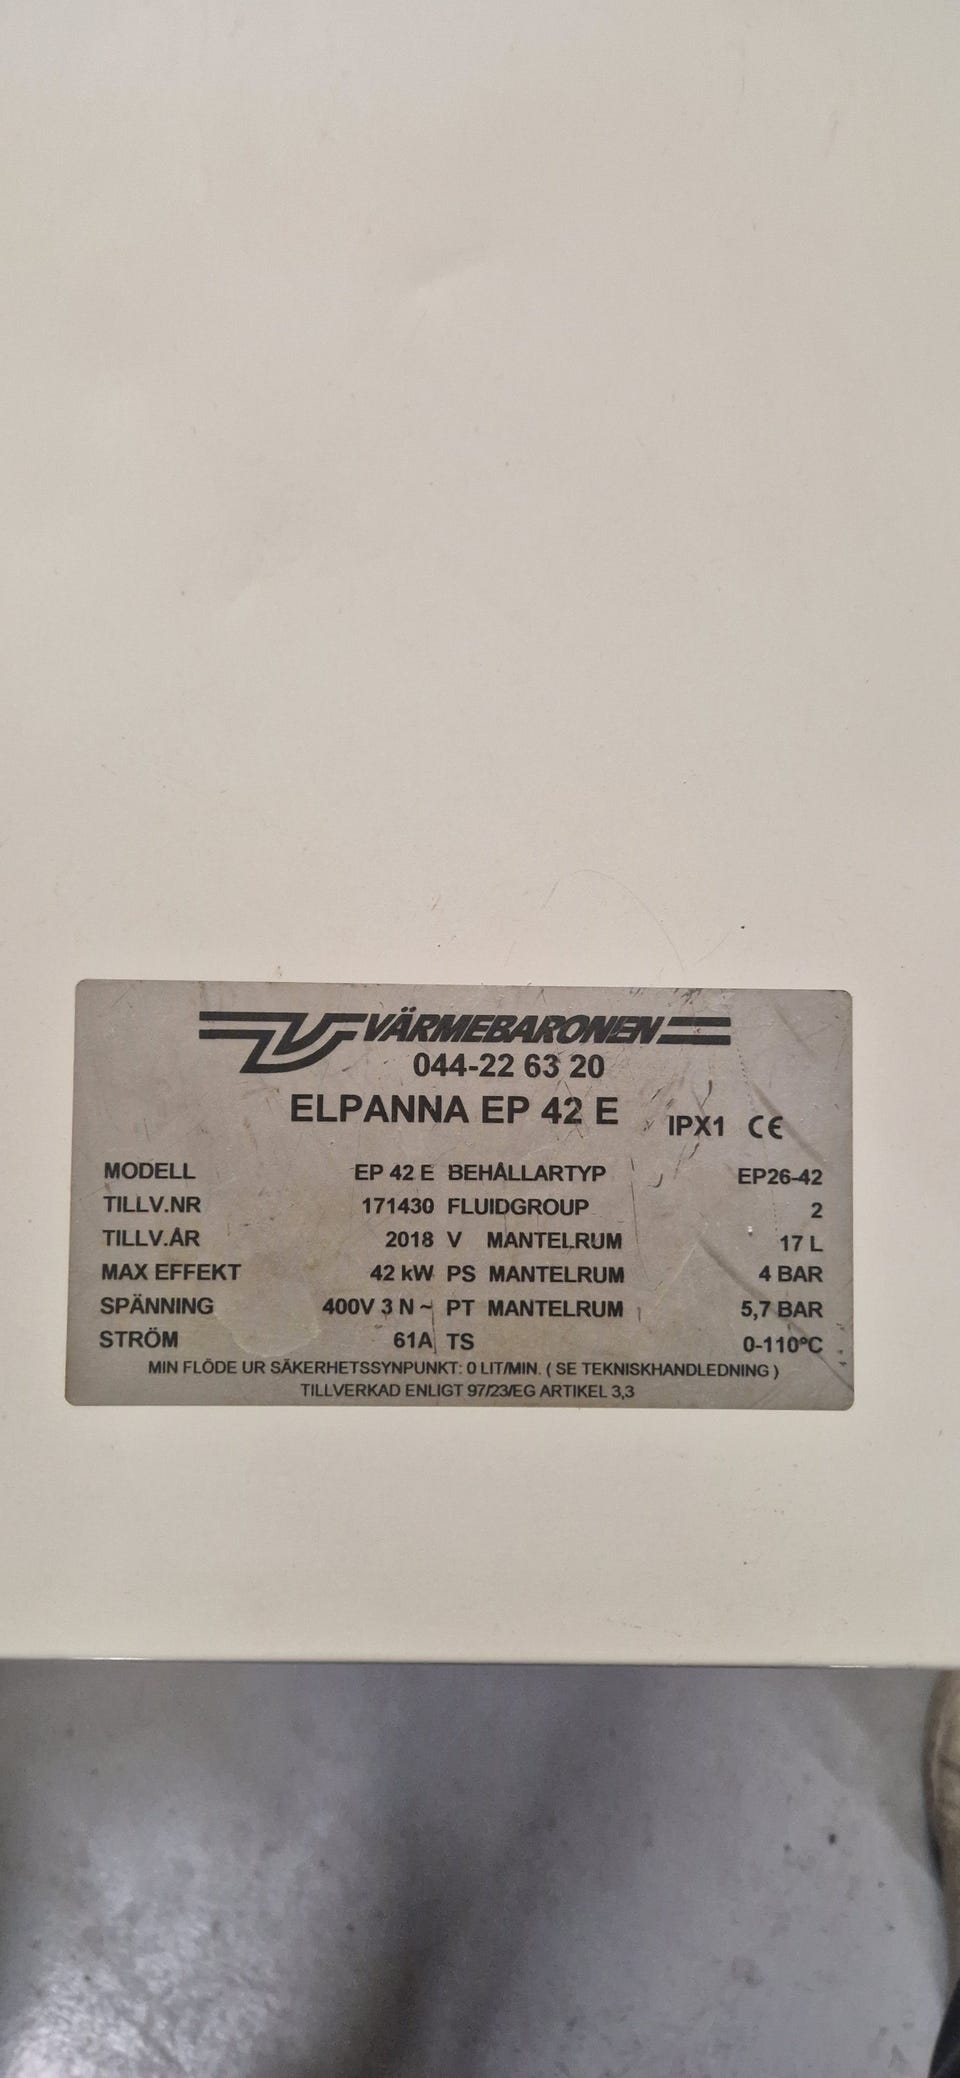 VÄRMEBARONEN
044-22 63 20
ELPANNA EP 42 E IPX1 CE
MODELL EP 42 E BEHÅLLARTYP EP26-42
TILLV.NR 171430 FLUIDGROUP 2
TILLV.ÅR 2018 V MANTELRUM 17 L
MAX EFFEKT 42 kW PS MANTELRUM 4 BAR
SPÄNNING 400V 3 N ~ PT MANTELRUM 5,7 BAR
STRÖM 61A TS 0-110°C
MIN FLÖDE UR SÄKERHETSSYNPUNKT: 0 LIT/MIN. ( SE TEKNISKHANDLEDNING )
TILLVERKAD ENLIGT 97/23/EG ARTIKEL 3,3